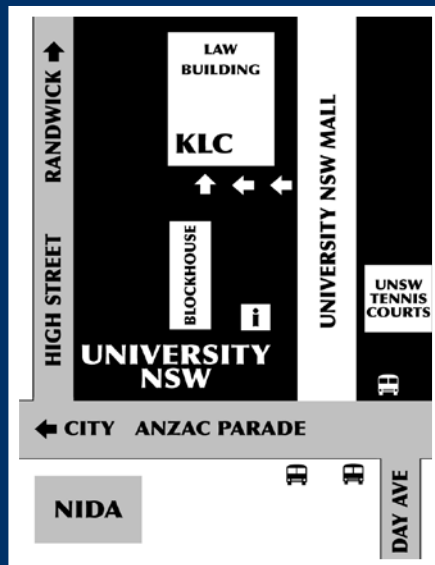 LAW
BUILDING
KLC
RANDWICK
HIGH STREET
UNIVERSITY NSW MALL
BLOCKHOUSE
i
UNSW
TENNIS
COURTS
UNIVERSITY
NSW
CITY ANZAC PARADE
NIDA
DAY AVE